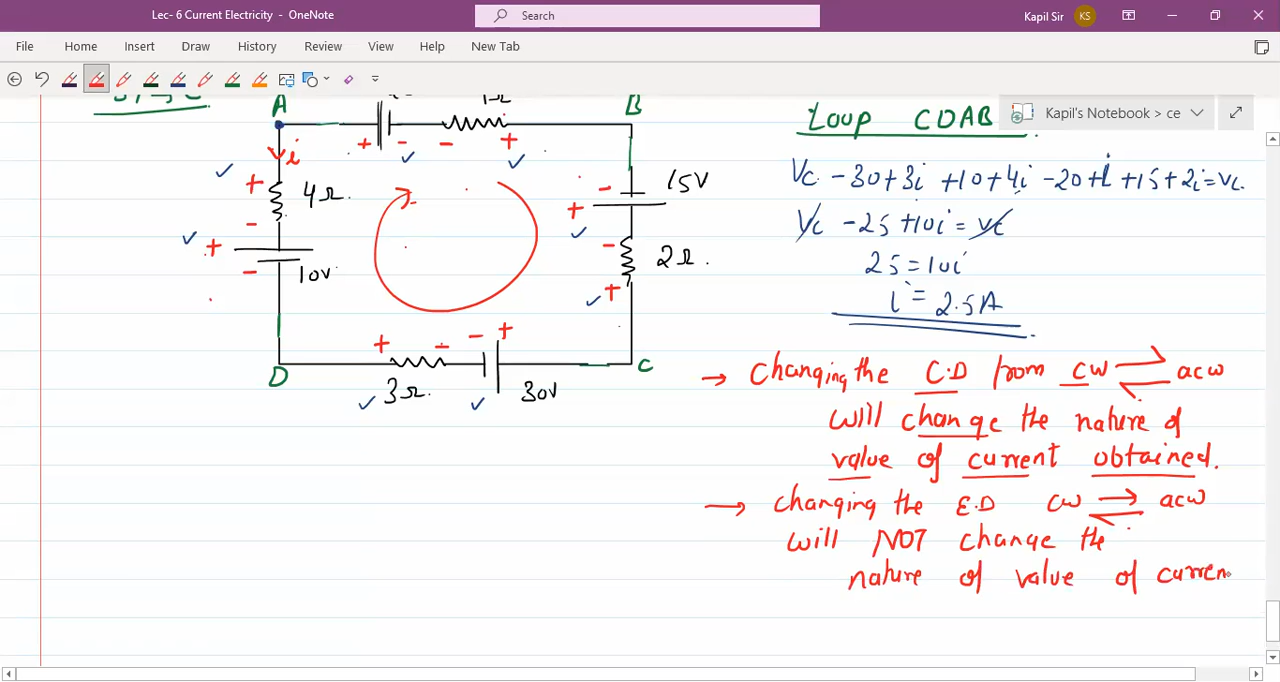 Lec- 6 Current Electricity - OneNote
Search
Kapil Sir
KS
File Home Insert Draw History Review View Help New Tab
Kapil's Notebook > ce
A
1Ω
B
+ - - +
i
+
4Ω
-
+
-
10V
-
15V
+
-
2Ω
+
+ - - +
D
3Ω
30V
C
Loop CDAB
Vc - 30 + 3i + 10 + 4i - 20 + i + 15 + 2i = Vc
Vc - 25 + 10i = Vc
25 = 10i
i = 2.5A
→ Changing the C.D from cw ⇌ acw
will change the nature of
value of current obtained.
→ changing the E.D cw ⇌ acw
will NOT change the
nature of value of curren